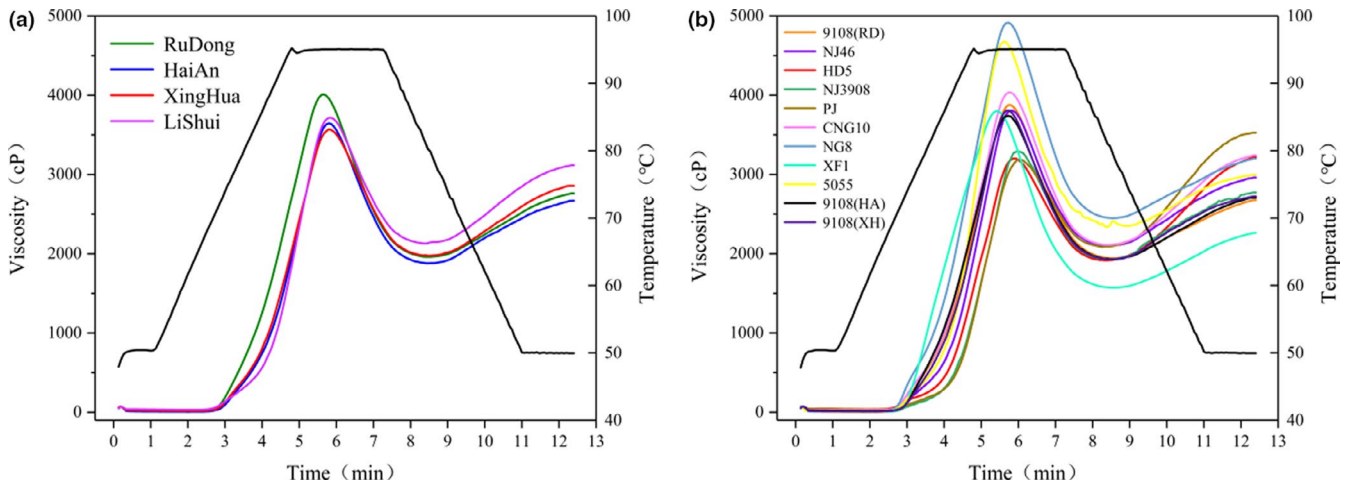 (a)
5000
4000
3000
2000
1000
0
Viscosity（cP）
RuDong
HaiAn
XingHua
LiShui
100
90
80
70
60
50
40
Temperature（℃）
0 1 2 3 4 5 6 7 8 9 10 11 12 13
Time（min）
(b)
5000
4000
3000
2000
1000
0
Viscosity（cP）
9108(RD)
NJ46
HD5
NJ3908
PJ
CNG10
NG8
XF1
5055
9108(HA)
9108(XH)
100
90
80
70
60
50
40
Temperature（℃）
0 1 2 3 4 5 6 7 8 9 10 11 12 13
Time（min）